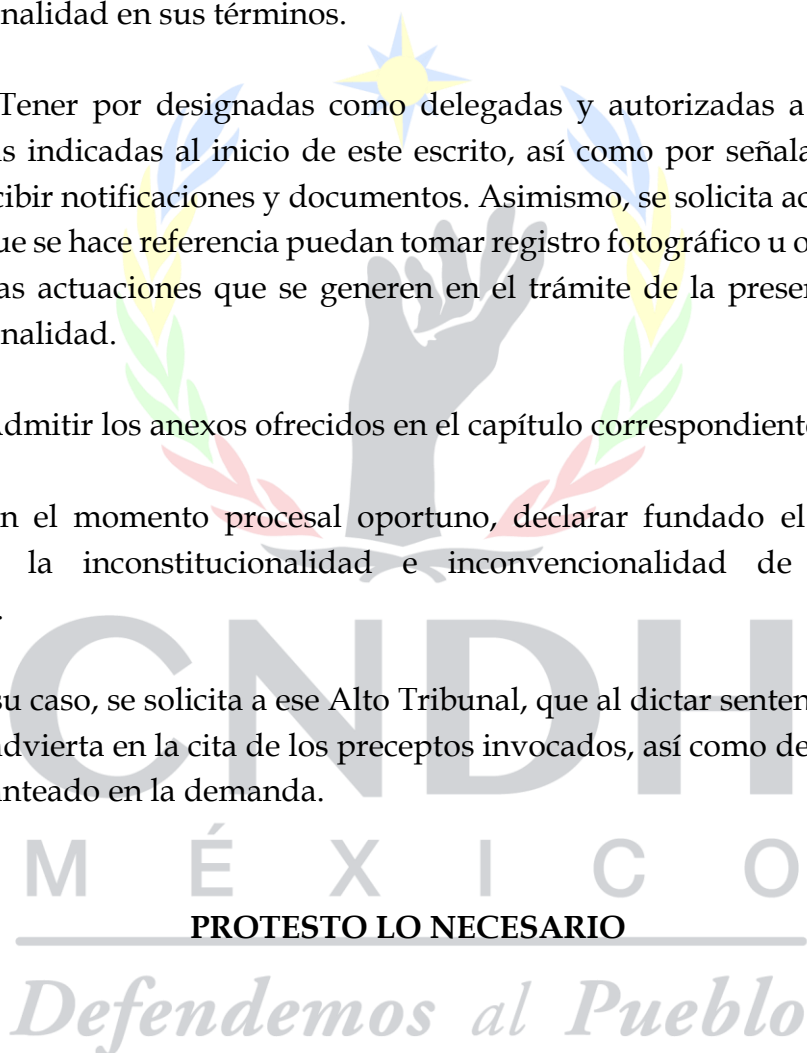 nalidad en sus términos.
Tener por designadas como delegadas y autorizadas a
s indicadas al inicio de este escrito, así como por señala
cibir notificaciones y documentos. Asimismo, se solicita ac
ue se hace referencia puedan tomar registro fotográfico u o
as actuaciones que se generen en el trámite de la preser
nalidad.
Admitir los anexos ofrecidos en el capítulo correspondiente
n el momento procesal oportuno, declarar fundado el
la inconstitucionalidad e inconvencionalidad de
.
su caso, se solicita a ese Alto Tribunal, que al dictar senten
advierta en la cita de los preceptos invocados, así como de
anteado en la demanda.
CNDH
MÉXICO
PROTESTO LO NECESARIO
Defendemos al Pueblo